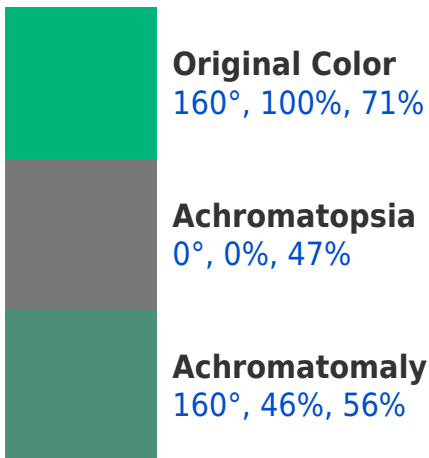 Original Color
160°, 100%, 71%
Achromatopsia
0°, 0%, 47%
Achromatomaly
160°, 46%, 56%